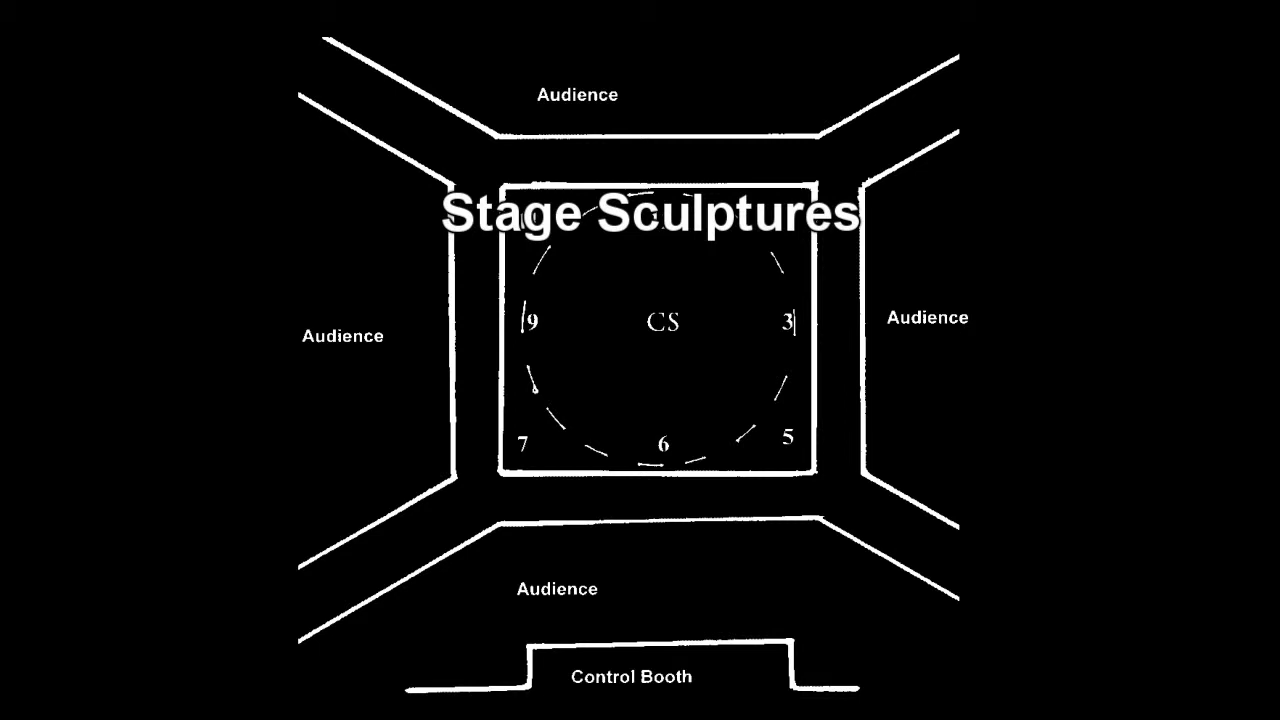 Audience
Stage Sculptures
9 CS 3
Audience
Audience
7 6 5
Audience
Control Booth